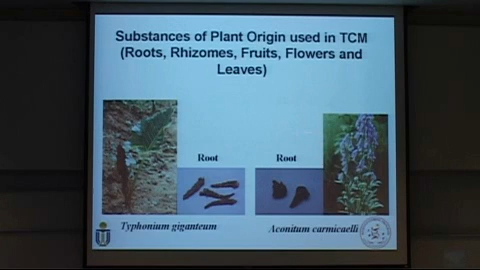 Substances of Plant Origin used in TCM
(Roots, Rhizomes, Fruits, Flowers and
Leaves)
Root
Root
Typhonium giganteum
Aconitum carmicaelli